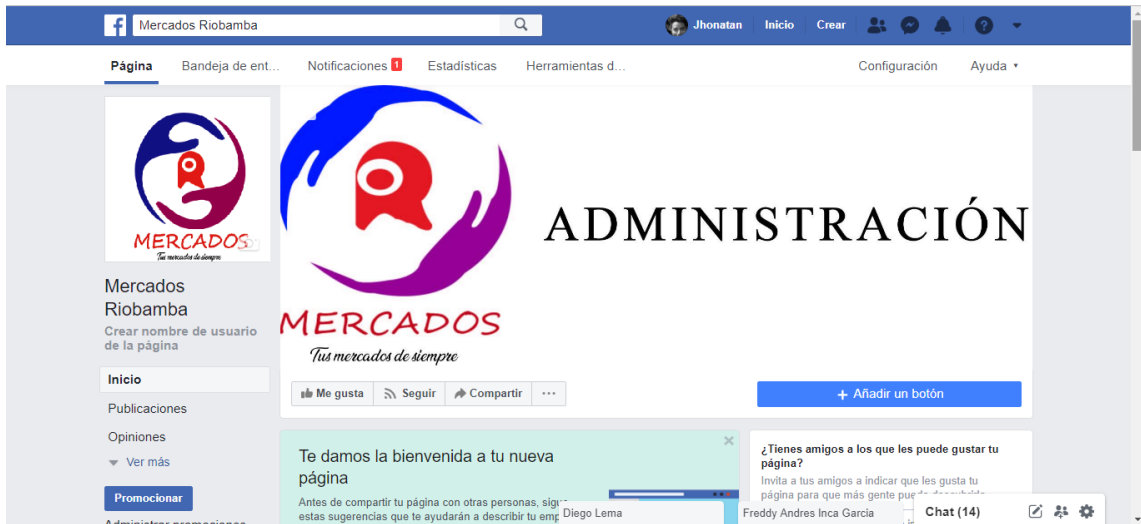 Mercados Riobamba
Jhonatan Inicio Crear
Página Bandeja de ent... Notificaciones 1 Estadísticas Herramientas d... Configuración Ayuda
MERCADOS
Tus mercados de siempre
Mercados
Riobamba
Crear nombre de usuario
de la página
Inicio
Publicaciones
Opiniones
Ver más
Promocionar
ADMINISTRACIÓN
MERCADOS
Tus mercados de siempre
Me gusta Seguir Compartir ...
+ Añadir un botón
Te damos la bienvenida a tu nueva
página
Antes de compartir tu página con otras personas, sigue
estas sugerencias que te ayudarán a describir tu
¿Tienes amigos a los que les puede gustar tu
página?
Invita a tus amigos a indicar que les gusta tu
página para que más gente
Diego Lema
Freddy Andres Inca Garcia
Chat (14)